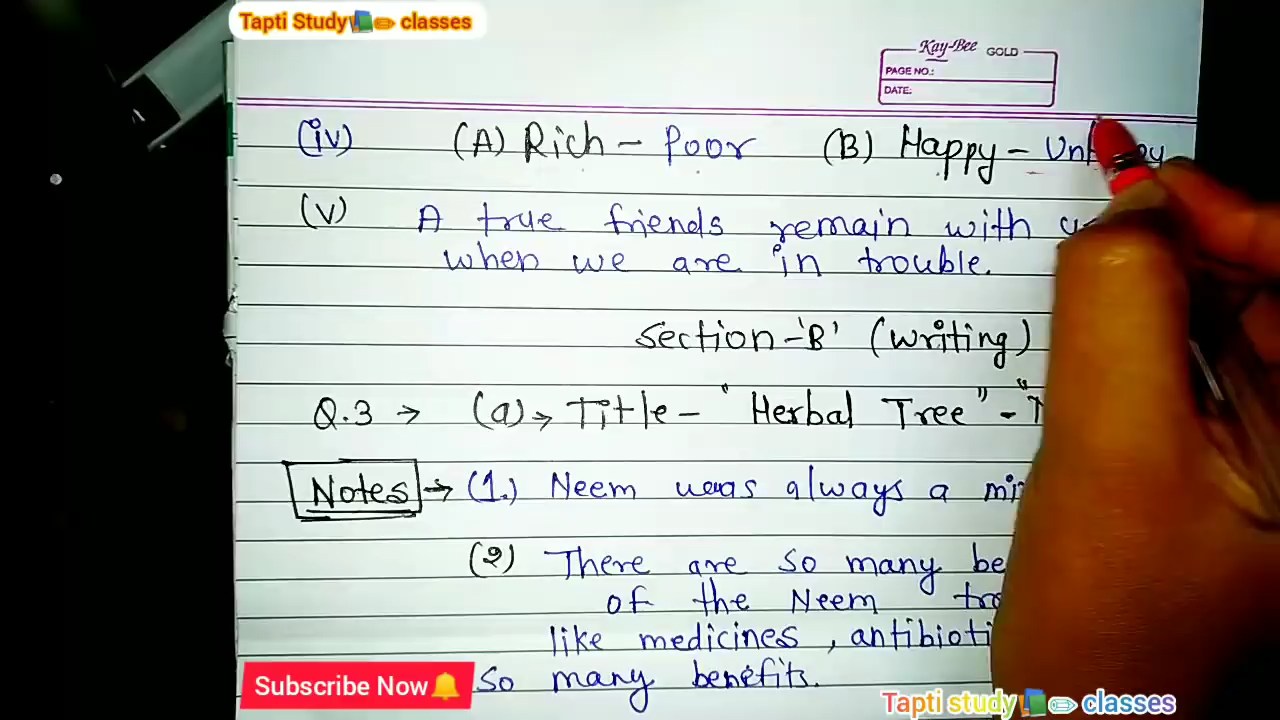 Tapti Study classes
Kay-Bee GOLD
PAGE NO.:
DATE:
(iv) (A) Rich - Poor (B) Happy -
(v) A true friends remain with
when we are in trouble.
Section-'B' (writing)
Q.3 → (a) → Title - "Herbal Tree" -
Notes → (1.) Neem was always a
(2) There are so many
of the Neem
like medicines,
so many benefits.
Subscribe Now
Tapti study classes